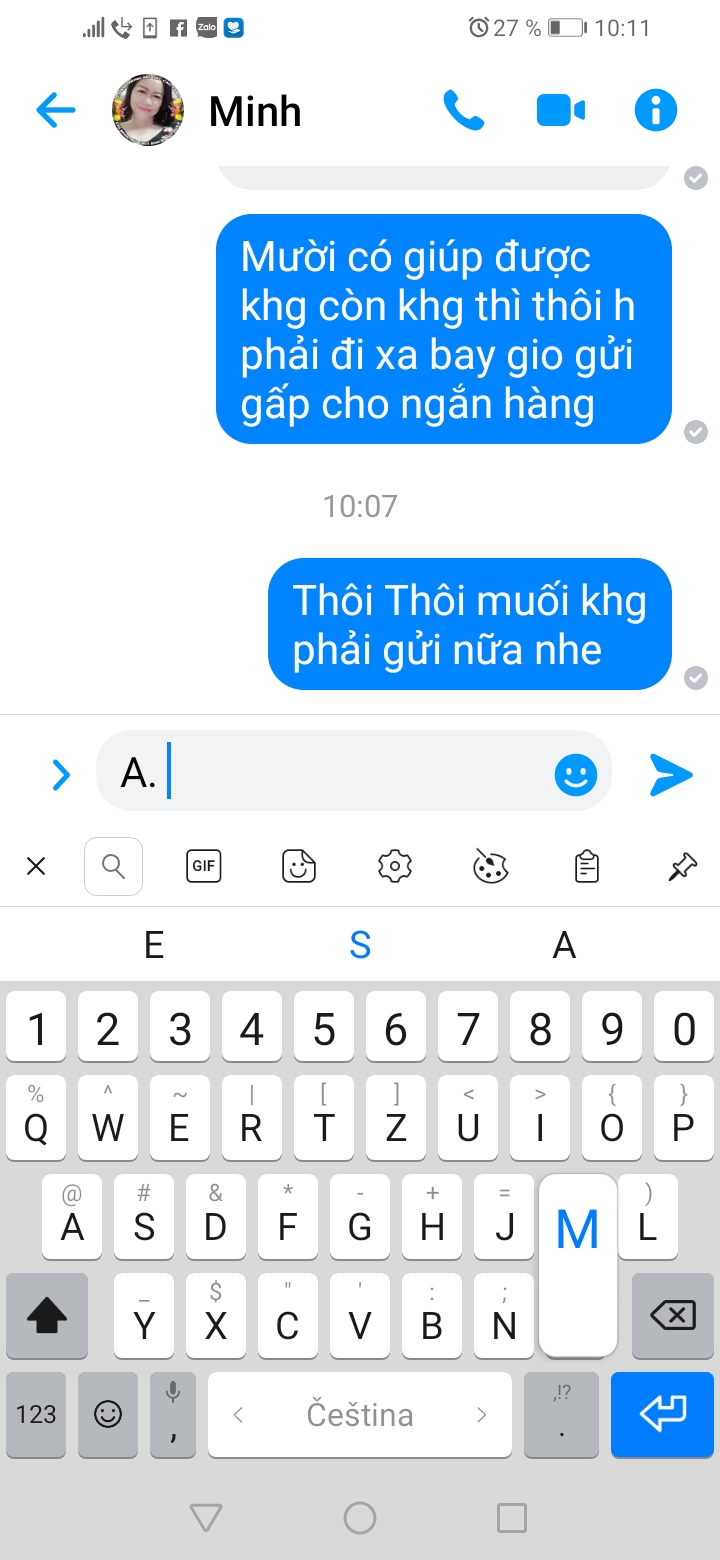 Zalo
27 %
10:11
Minh
Mười có giúp được
khg còn khg thì thôi h
phải đi xa bay gio gửi
gấp cho ngắn hàng
10:07
Thôi Thôi muối khg
phải gửi nữa nhe
A.
GIF
E S A
1 2 3 4 5 6 7 8 9 0
% ^ ~ | [ ] < > { }
Q W E R T Z U I O P
@ # & * - + = )
A S D F G H J L
M
_ $ " ' : ;
Y X C V B N
,!?
123 , < Čeština > .